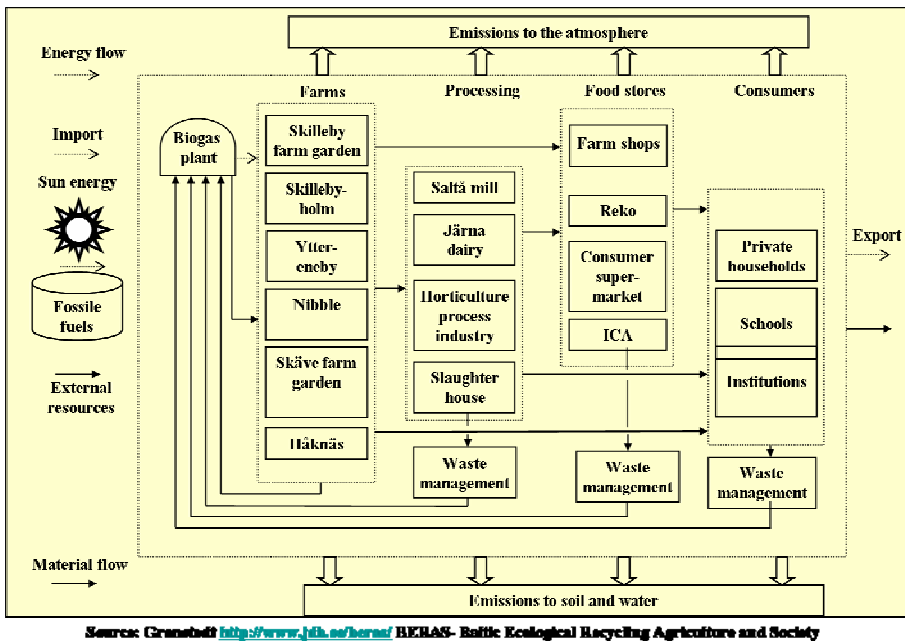 Emissions to the atmosphere
Energy flow
Farms
Processing
Food stores
Consumers
Import
Sun energy
Fossile
fuels
External
resources
Material flow
Biogas
plant
Skilleby
farm garden
Skilleby-
holm
Ytter-
eneby
Nibble
Skäve farm
garden
Håknäs
Saltå mill
Järna
dairy
Horticulture
process
industry
Slaughter
house
Waste
management
Farm shops
Reko
Consumer
super-
market
ICA
Waste
management
Private
households
Schools
Institutions
Waste
management
Export
Emissions to soil and water
Source: Granstedt http://www.jdb.se/beras/ BERAS- Baltic Ecological Recycling Agriculture and Society